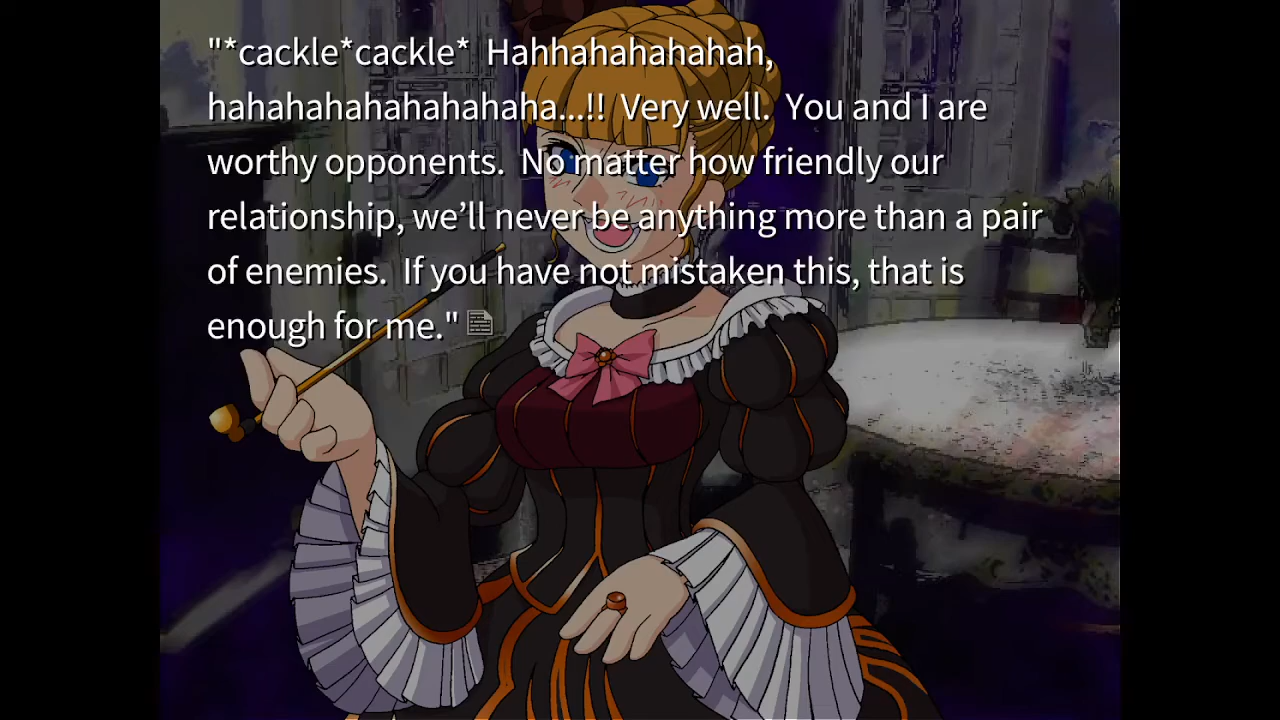 "*cackle*cackle*  Hahhahahahahah,
hahahahahahahahaha...!!  Very well.  You and I are
worthy opponents.  No matter how friendly our
relationship, we’ll never be anything more than a pair
of enemies.  If you have not mistaken this, that is
enough for me."